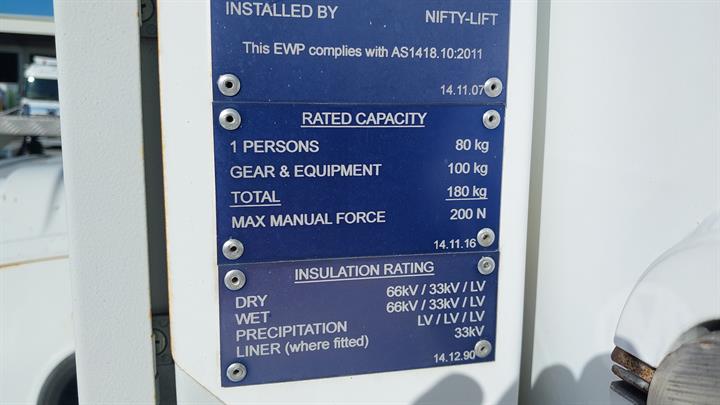 INSTALLED BY NIFTY-LIFT
This EWP complies with AS1418.10:2011
14.11.07
RATED CAPACITY
1 PERSONS 80 kg
GEAR & EQUIPMENT 100 kg
TOTAL 180 kg
MAX MANUAL FORCE 200 N
14.11.16
INSULATION RATING
DRY 66kV / 33kV / LV
WET 66kV / 33kV / LV
PRECIPITATION LV / LV / LV
LINER (where fitted) 33kV
14.12.90